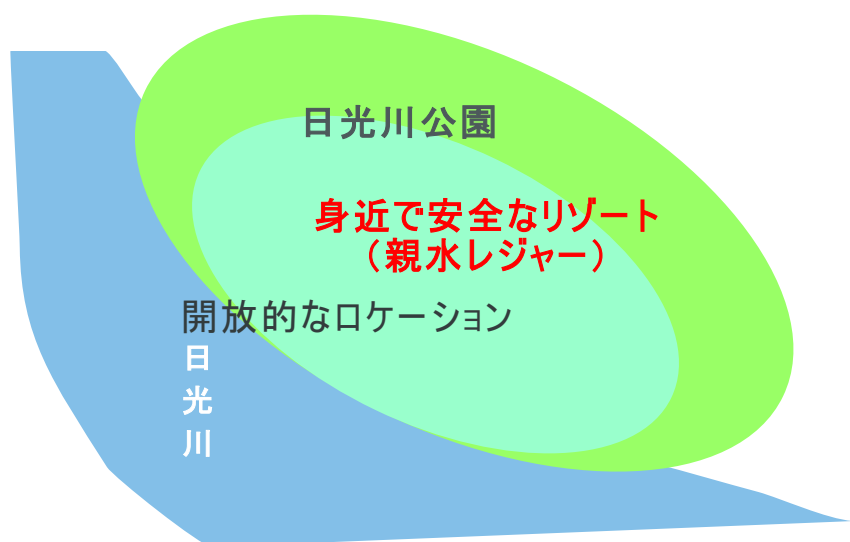 日光川公園
身近で安全なリゾート
（親水レジャー）
開放的なロケーション
日光川